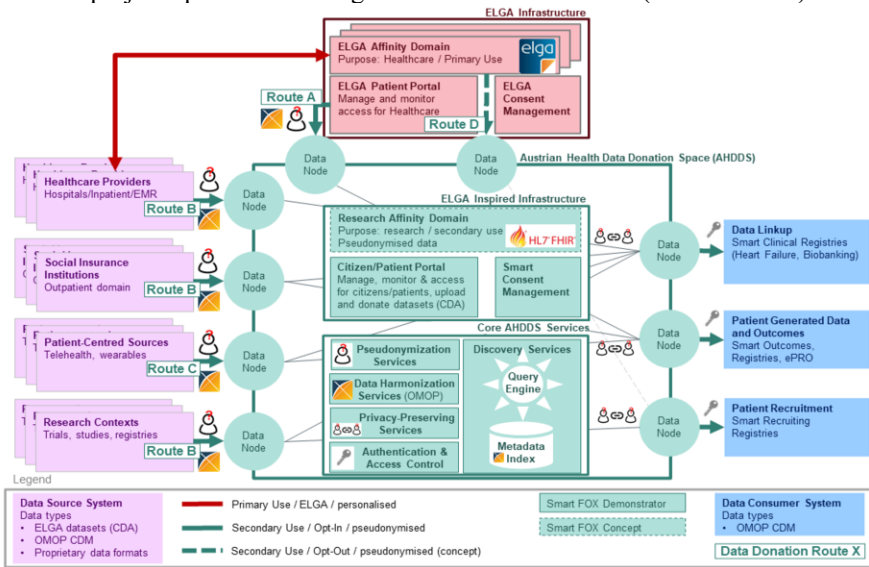 ELGA Infrastructure
ELGA Affinity Domain
Purpose: Healthcare / Primary Use
elga
ELGA Patient Portal
Manage and monitor
access for Healthcare
ELGA
Consent
Management
Route A
Route D
Data
Node
Data
Node
Austrian Health Data Donation Space (AHDDS)
Healthcare Providers
Hospitals/Inpatient/EMR
Route B
Data
Node
ELGA Inspired Infrastructure
Research Affinity Domain
Purpose: research / secondary use
Pseudonymised data
HL7 FHIR
Data
Node
Data Linkup
Smart Clinical Registries
(Heart Failure, Biobanking)
Social Insurance
Institutions
Outpatient domain
Route B
Data
Node
Citizen/Patient Portal
Manage, monitor & access
for citizens/patients, upload
and donate datasets (CDA)
Smart
Consent
Management
Core AHDDS Services
Patient-Centred Sources
Telehealth, wearables
Route C
Data
Node
Pseudonymization
Services
Data Harmonization
Services (OMOP)
Privacy-Preserving
Services
Authentication &
Access Control
Discovery Services
Query
Engine
Metadata
Index
Data
Node
Patient Generated Data
and Outcomes
Smart Outcomes,
Registries, ePRO
Research Contexts
Trials, studies, registries
Route B
Data
Node
Data
Node
Patient Recruitment
Smart Recruiting
Registries
Legend
Data Source System
Data types
• ELGA datasets (CDA)
• OMOP CDM
• Proprietary data formats
Primary Use / ELGA / personalised
Secondary Use / Opt-In / pseudonymised
Secondary Use / Opt-Out / pseudonymised (concept)
Smart FOX Demonstrator
Smart FOX Concept
Data Consumer System
Data types
• OMOP CDM
Data Donation Route X